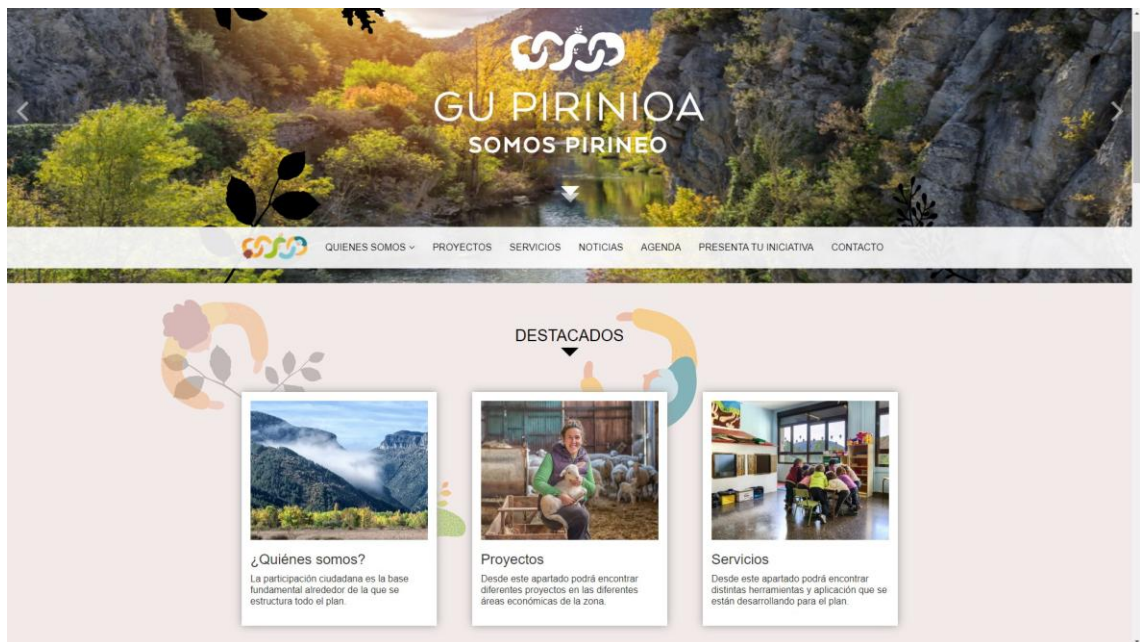 GU PIRINIOA
SOMOS PIRINEO
QUIENES SOMOS
PROYECTOS
SERVICIOS
NOTICIAS
AGENDA
PRESENTA TU INICIATIVA
CONTACTO
DESTACADOS
¿Quiénes somos?
La participación ciudadana es la base
fundamental alrededor de la que se
estructura todo el plan.
Proyectos
Desde este apartado podrá encontrar
diferentes proyectos en las diferentes
áreas económicas de la zona.
Servicios
Desde este apartado podrá encontrar
distintas herramientas y aplicación que se
están desarrollando para el plan.